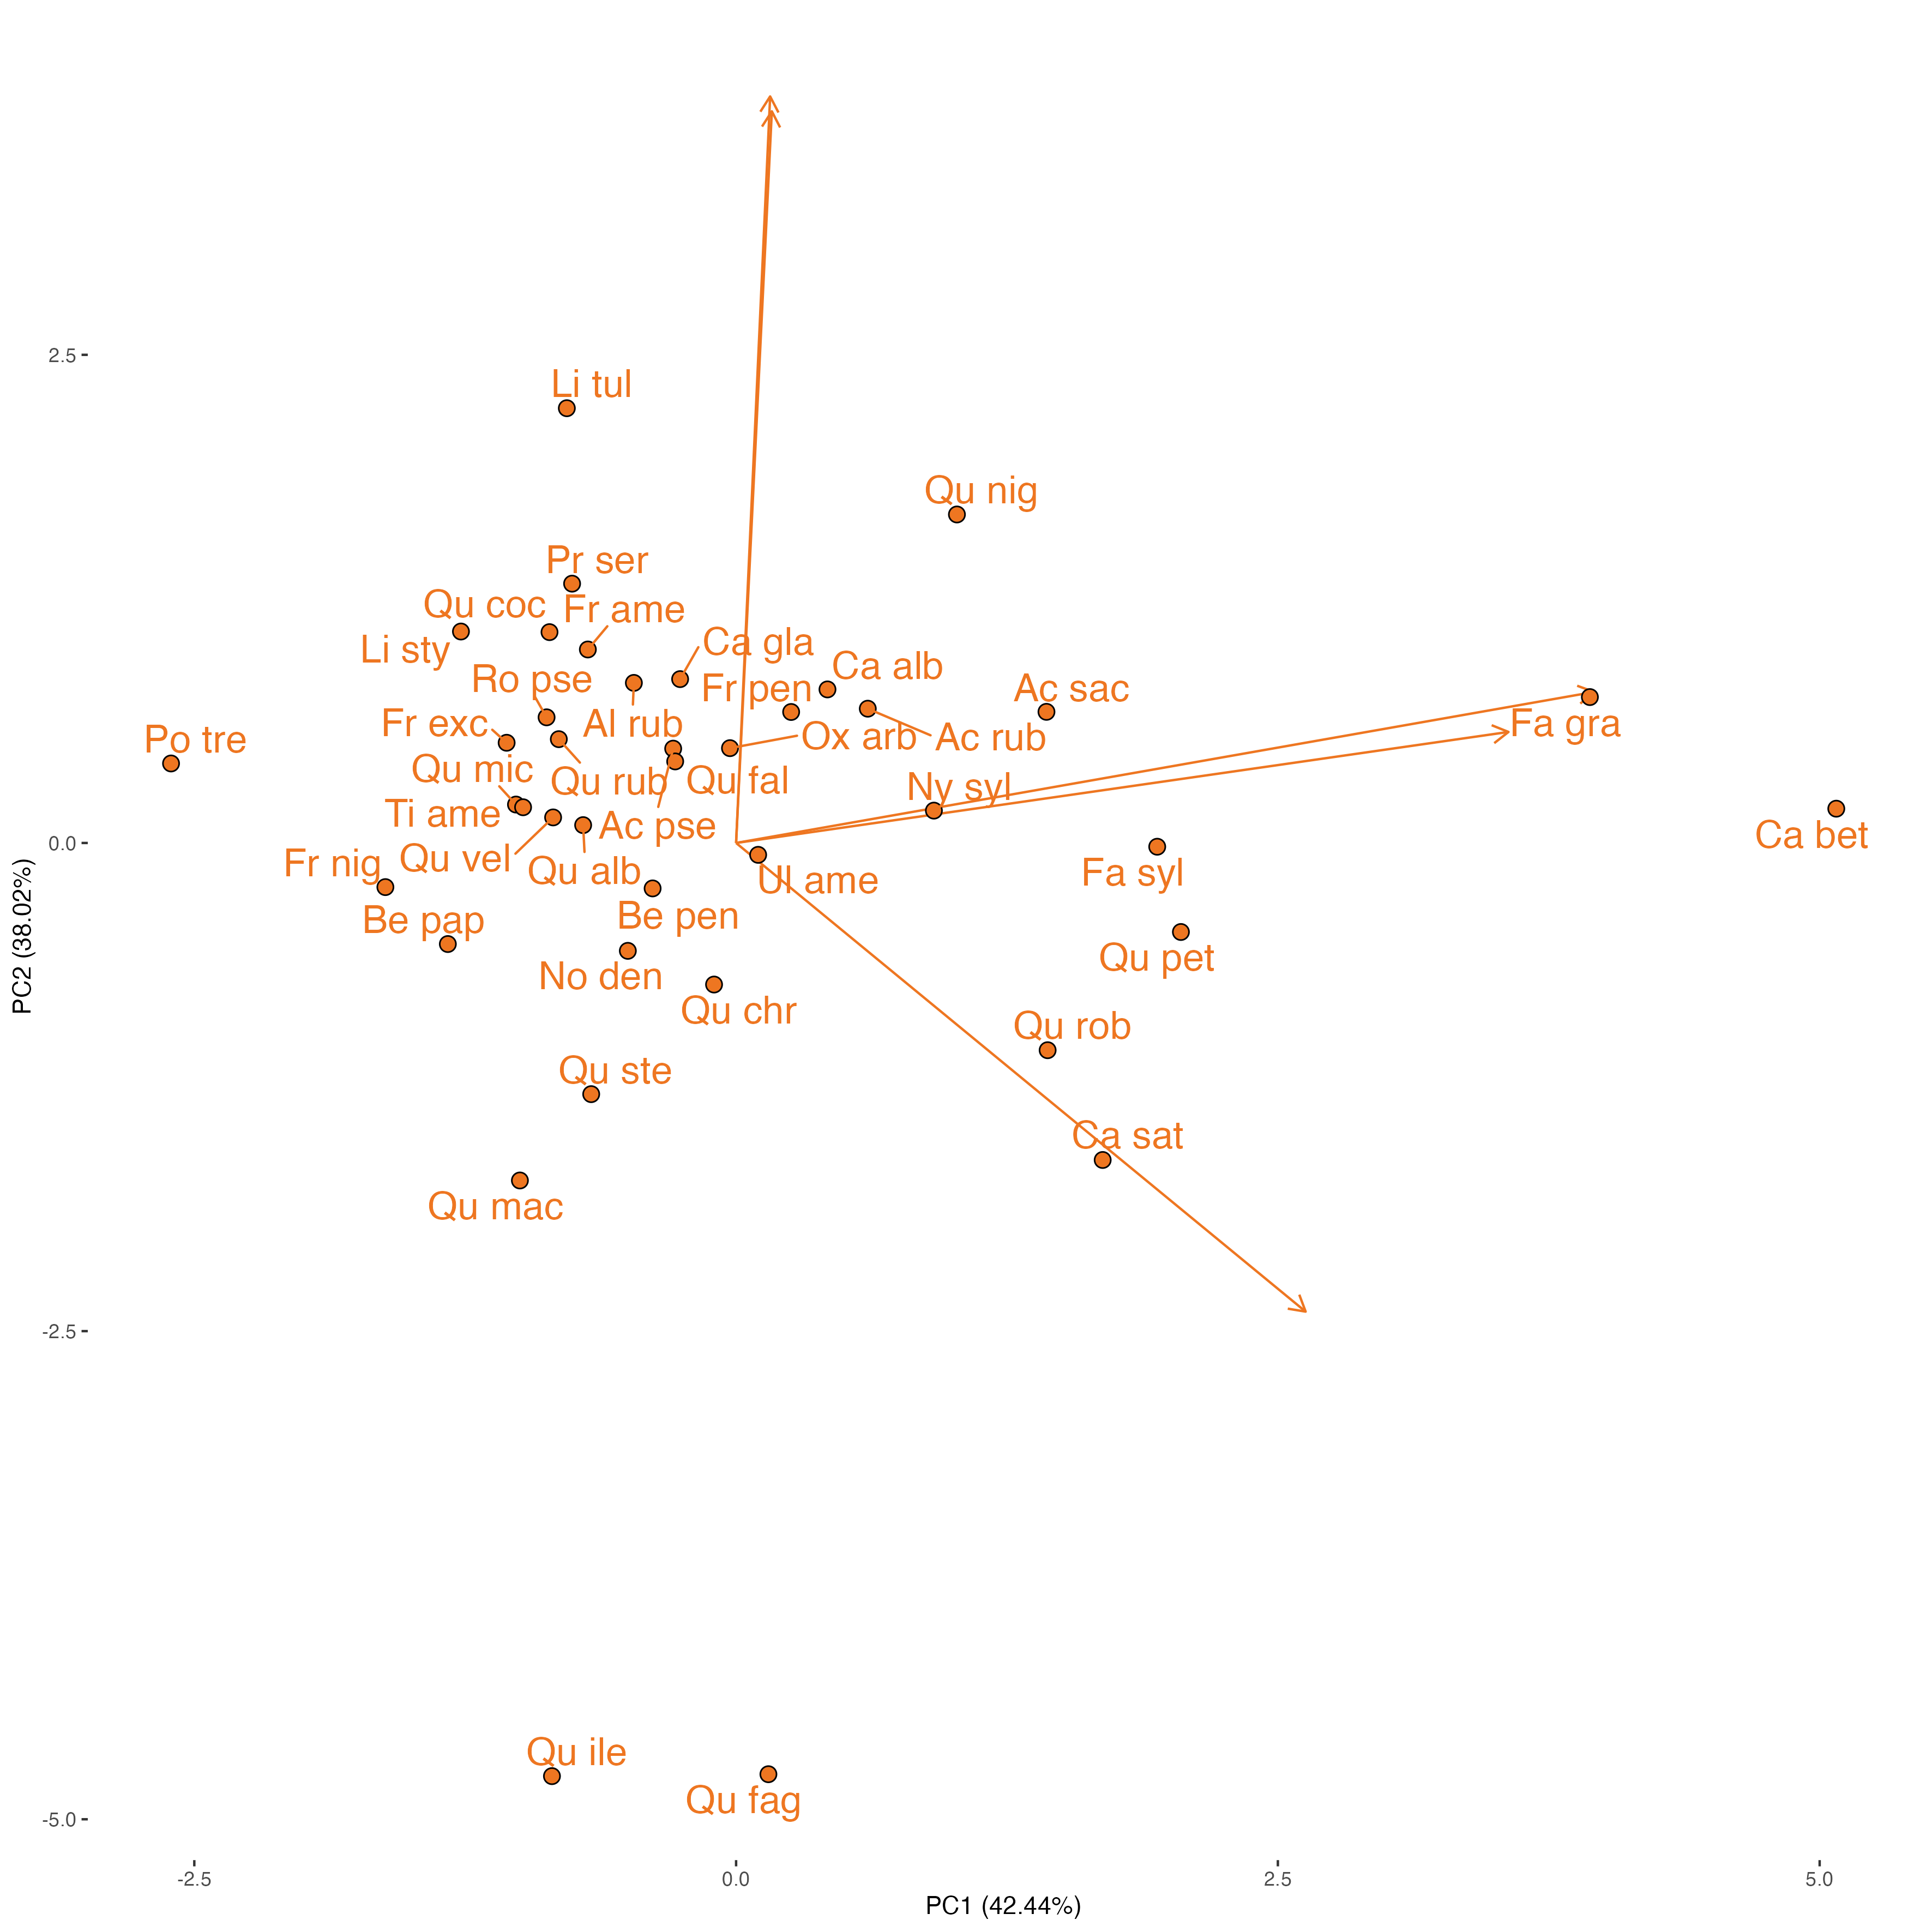 2.5
Li tul
Qu nig
Pr ser
Qu coc
Fr ame
Li sty
Ca gla
Ca alb
Ro pse
Fr pen
Ac sac
Fr exc
Al rub
Fa gra
Po tre
Ox arb
Ac rub
Qu mic
Qu rub
Qu fal
Ny syl
Ti ame
Ac pse
Ca bet
0.0
Fr nig
Qu vel
Qu alb
Ul ame
Fa syl
Be pap
Be pen
PC2 (38.02%)
Qu pet
No den
Qu chr
Qu rob
Qu ste
Ca sat
Qu mac
-2.5
Qu ile
Qu fag
-5.0
-2.5
0.0
2.5
5.0
PC1 (42.44%)